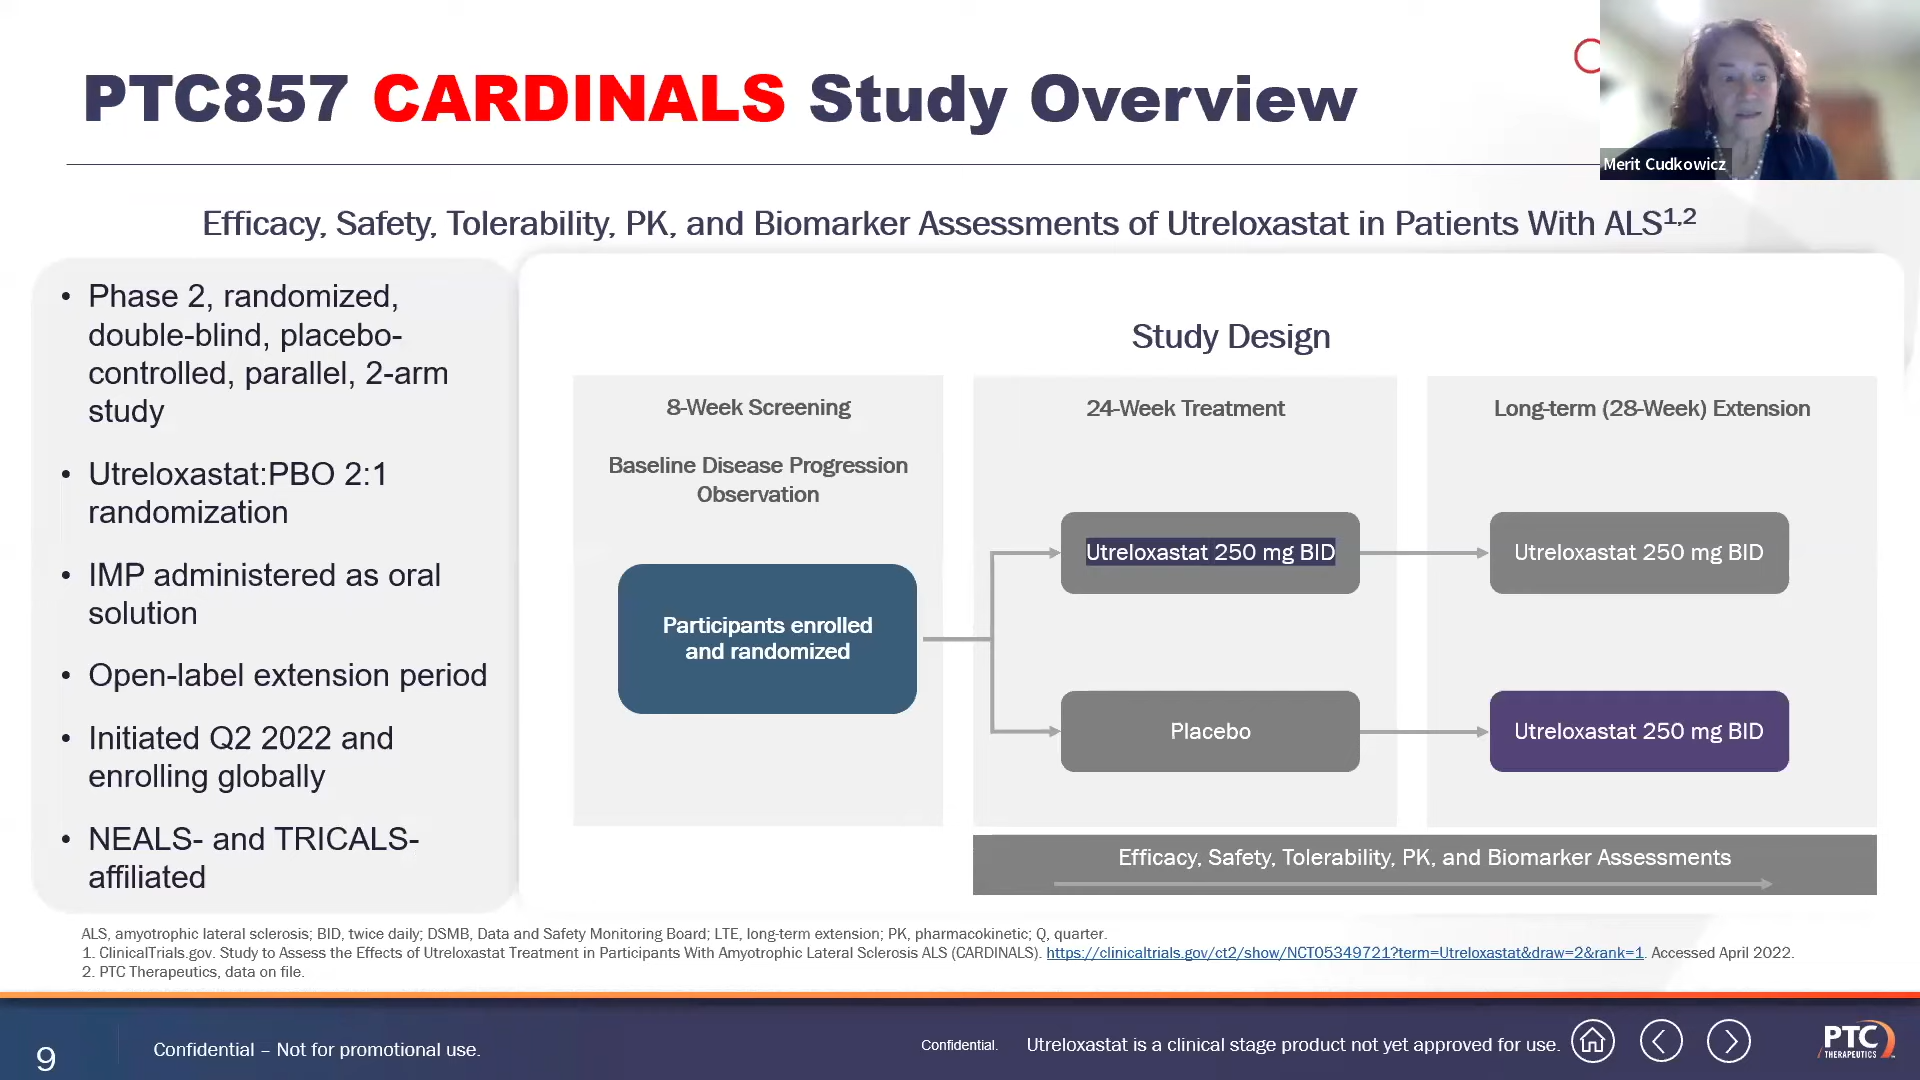 PTC857 CARDINALS Study Overview
Merit Cudkowicz
Efficacy, Safety, Tolerability, PK, and Biomarker Assessments of Utreloxastat in Patients With ALS1,2
• Phase 2, randomized,
double-blind, placebo-
controlled, parallel, 2-arm
study
• Utreloxastat:PBO 2:1
randomization
• IMP administered as oral
solution
• Open-label extension period
• Initiated Q2 2022 and
enrolling globally
• NEALS- and TRICALS-
affiliated
Study Design
8-Week Screening
Baseline Disease Progression
Observation
Participants enrolled
and randomized
24-Week Treatment
Utreloxastat 250 mg BID
Placebo
Long-term (28-Week) Extension
Utreloxastat 250 mg BID
Utreloxastat 250 mg BID
Efficacy, Safety, Tolerability, PK, and Biomarker Assessments
ALS, amyotrophic lateral sclerosis; BID, twice daily; DSMB, Data and Safety Monitoring Board; LTE, long-term extension; PK, pharmacokinetic; Q, quarter.
1. ClinicalTrials.gov. Study to Assess the Effects of Utreloxastat Treatment in Participants With Amyotrophic Lateral Sclerosis ALS (CARDINALS). https://clinicaltrials.gov/ct2/show/NCT05349721?term=Utreloxastat&draw=2&rank=1. Accessed April 2022.
2. PTC Therapeutics, data on file.
9
Confidential – Not for promotional use.
Confidential.
Utreloxastat is a clinical stage product not yet approved for use.
PTC
THERAPEUTICS